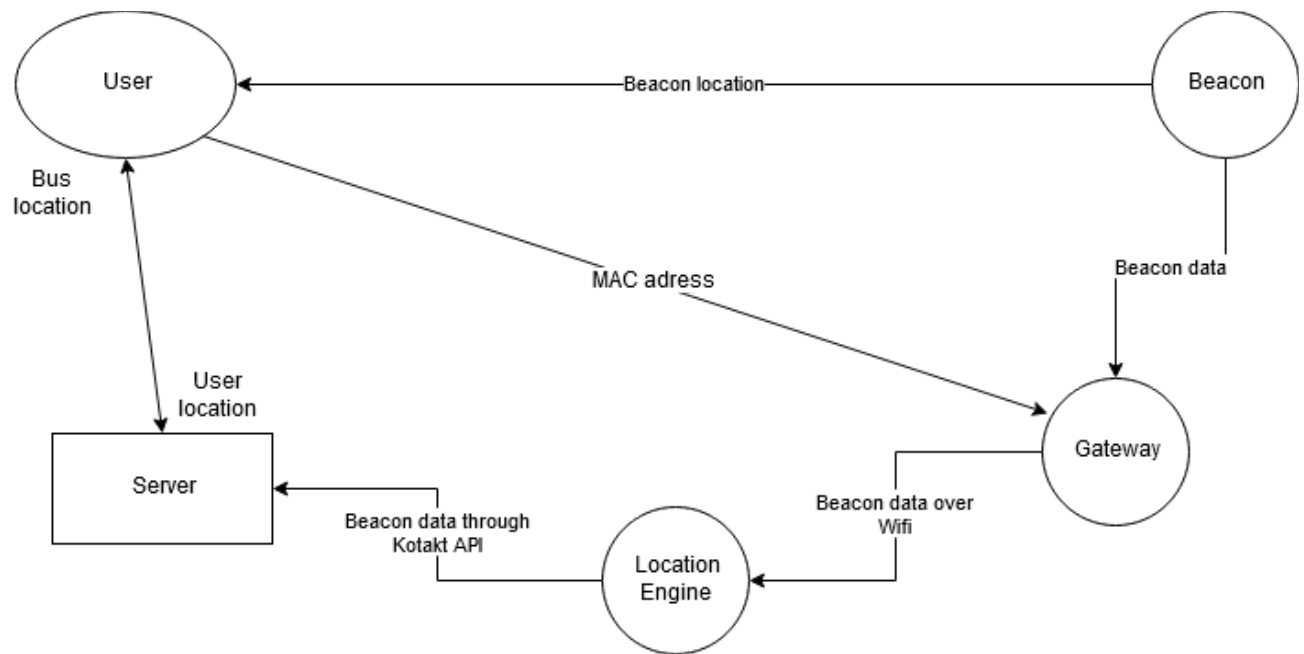 User
Beacon location
Beacon
Bus
location
MAC adress
Beacon data
User
location
Server
Beacon data through
Kotakt API
Location
Engine
Beacon data over
Wifi
Gateway